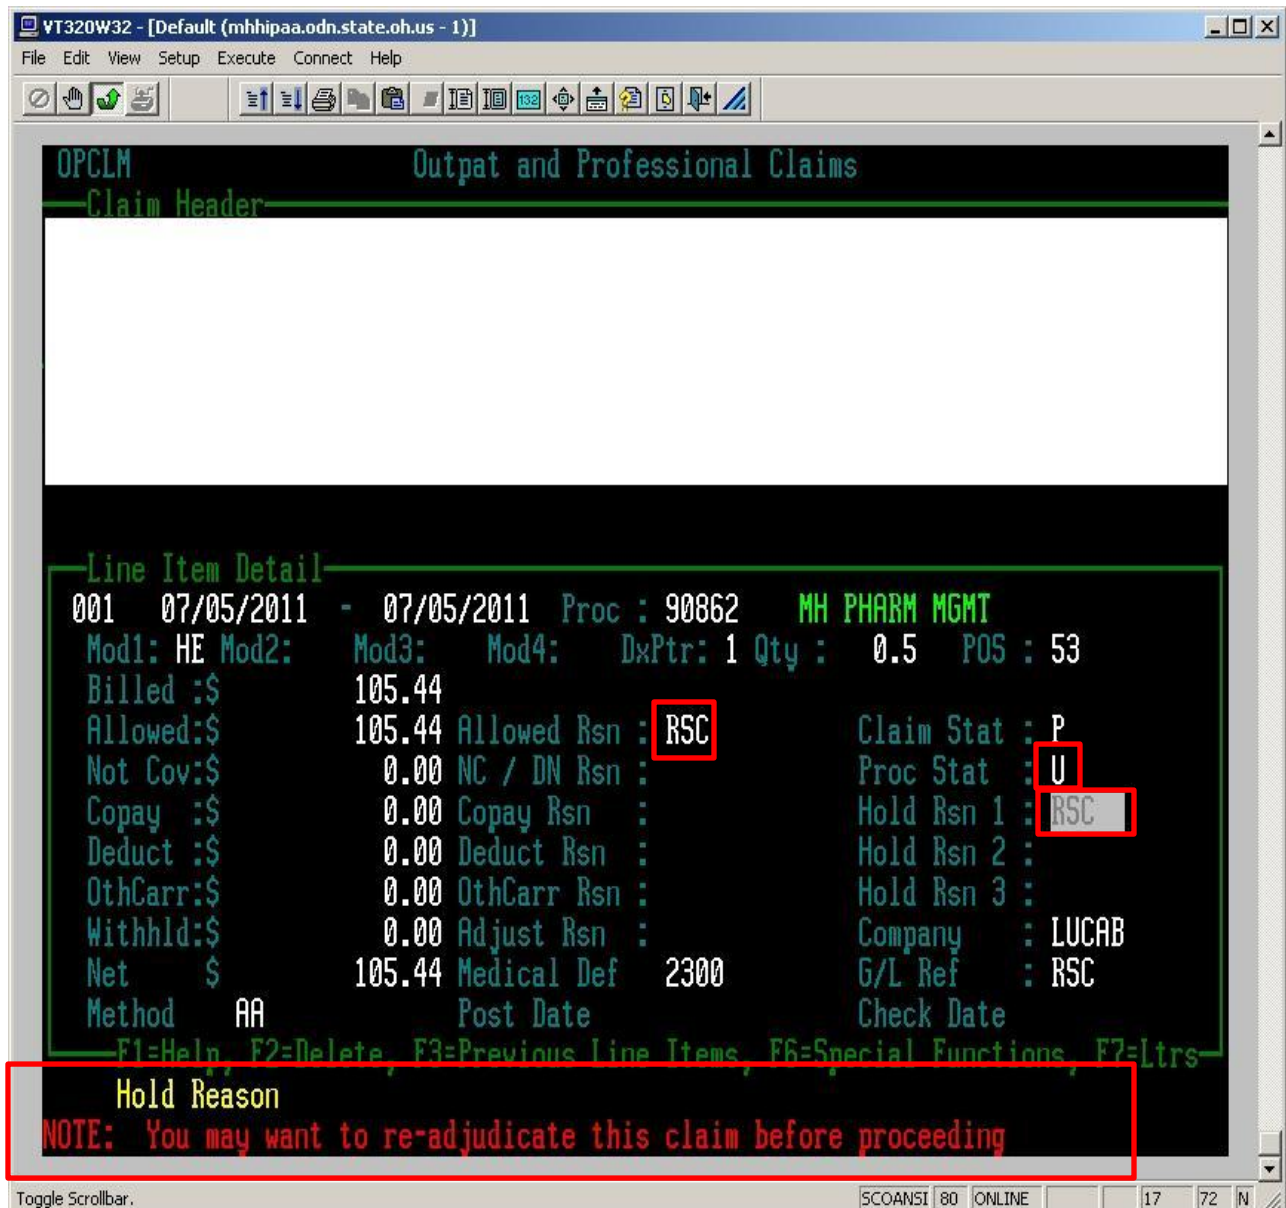 VT320W32 - [Default (mhhipaa.odn.state.oh.us - 1)]
File Edit View Setup Execute Connect Help
132
OPCLM Outpat and Professional Claims
Claim Header
Line Item Detail
001 07/05/2011 - 07/05/2011 Proc : 90862 MH PHARM MGMT
Mod1: HE Mod2: Mod3: Mod4: DxPtr: 1 Qty : 0.5 POS : 53
Billed :$ 105.44
Allowed:$ 105.44 Allowed Rsn : RSC Claim Stat : P
Not Cov:$ 0.00 NC / DN Rsn : Proc Stat : U
Copay :$ 0.00 Copay Rsn : Hold Rsn 1 : RSC
Deduct :$ 0.00 Deduct Rsn : Hold Rsn 2 :
OthCarr:$ 0.00 OthCarr Rsn : Hold Rsn 3 :
Withhld:$ 0.00 Adjust Rsn : Company : LUCAB
Net $ 105.44 Medical Def 2300 G/L Ref : RSC
Method AA Post Date Check Date
F1=Help, F2=Delete, F3=Previous Line Items, F6=Special Functions, F7=Ltrs
Hold Reason
NOTE: You may want to re-adjudicate this claim before proceeding
Toggle Scrollbar. SCOANSI 80 ONLINE 17 72 N